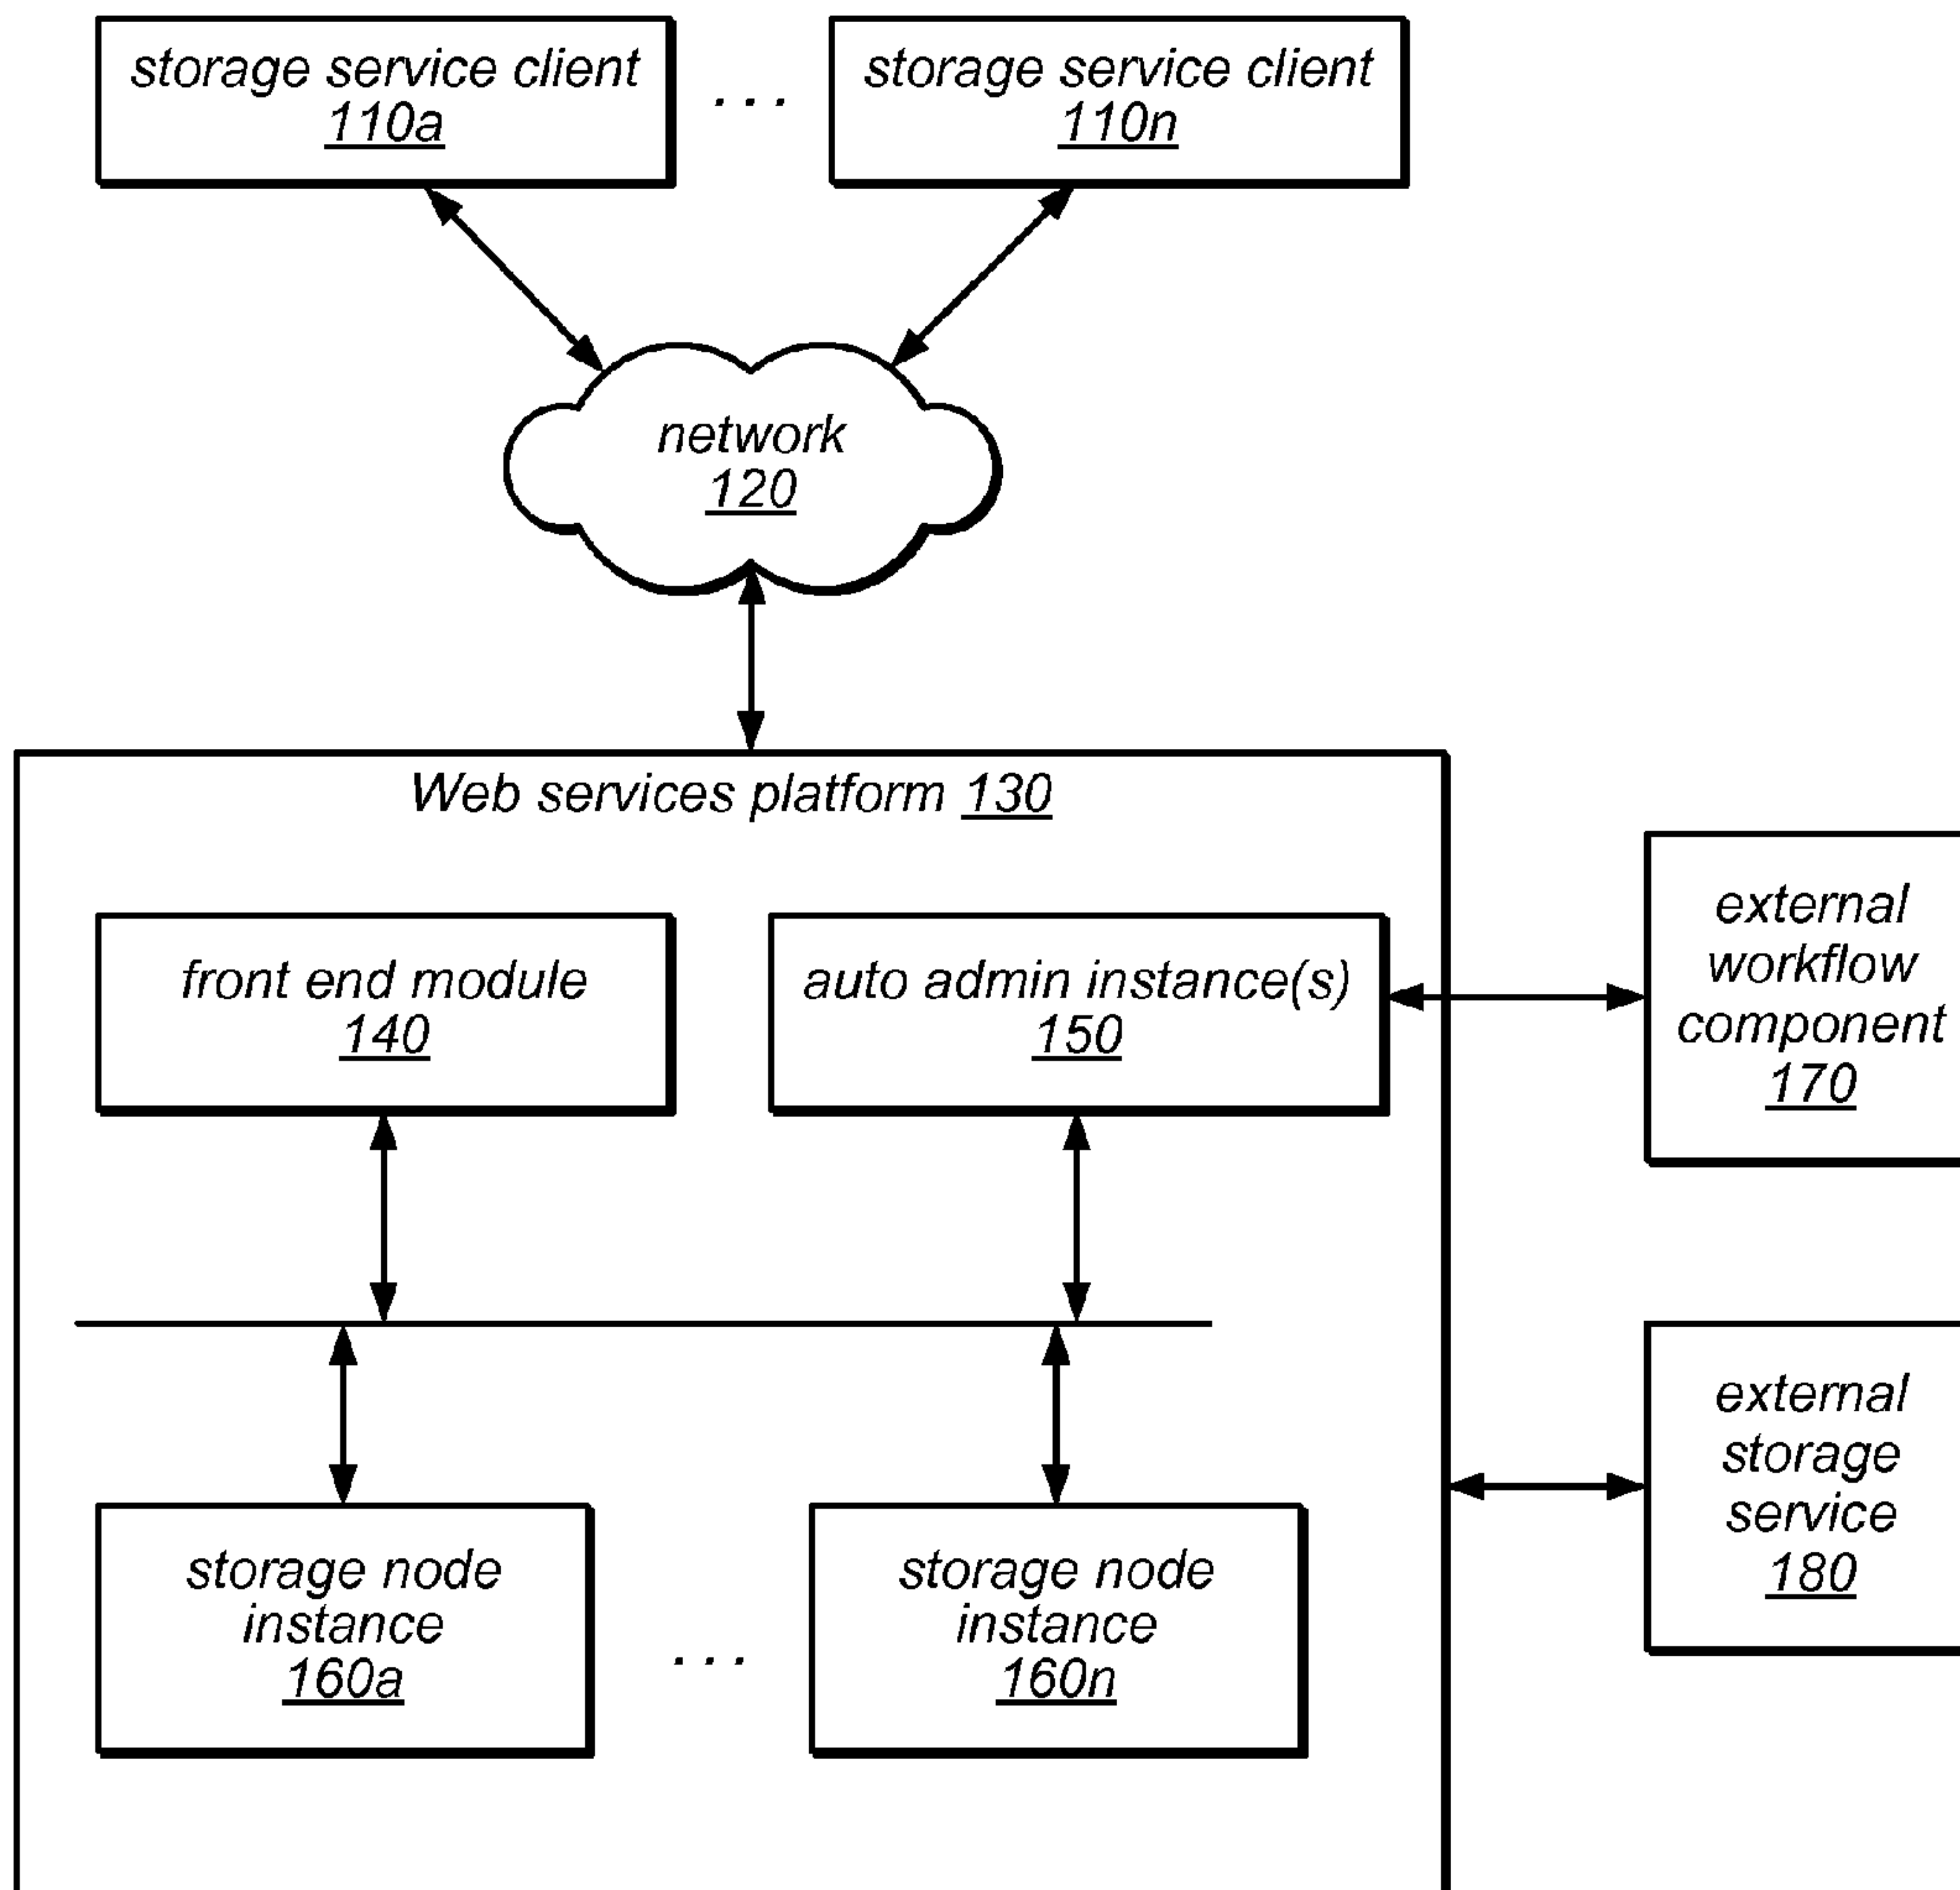 storage service client
110a
. . .
storage service client
110n
network
120
Web services platform 130
front end module
140
auto admin instance(s)
150
external
workflow
component
170
external
storage
service
180
storage node
instance
160a
. . .
storage node
instance
160n